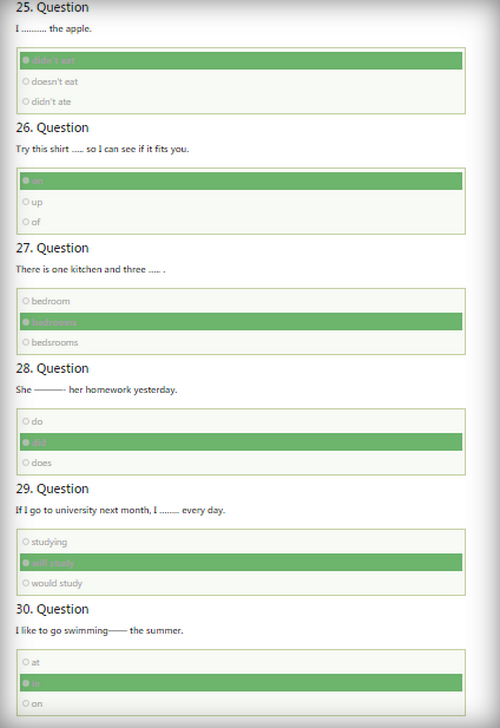 25. Question
I .......... the apple.
didn't eat
doesn't eat
didn't ate
26. Question
Try this shirt ..... so I can see if it fits you.
on
up
of
27. Question
There is one kitchen and three ..... .
bedroom
bedrooms
bedsrooms
28. Question
She ———- her homework yesterday.
do
did
does
29. Question
If I go to university next month, I ........ every day.
studying
will study
would study
30. Question
I like to go swimming—— the summer.
at
in
on